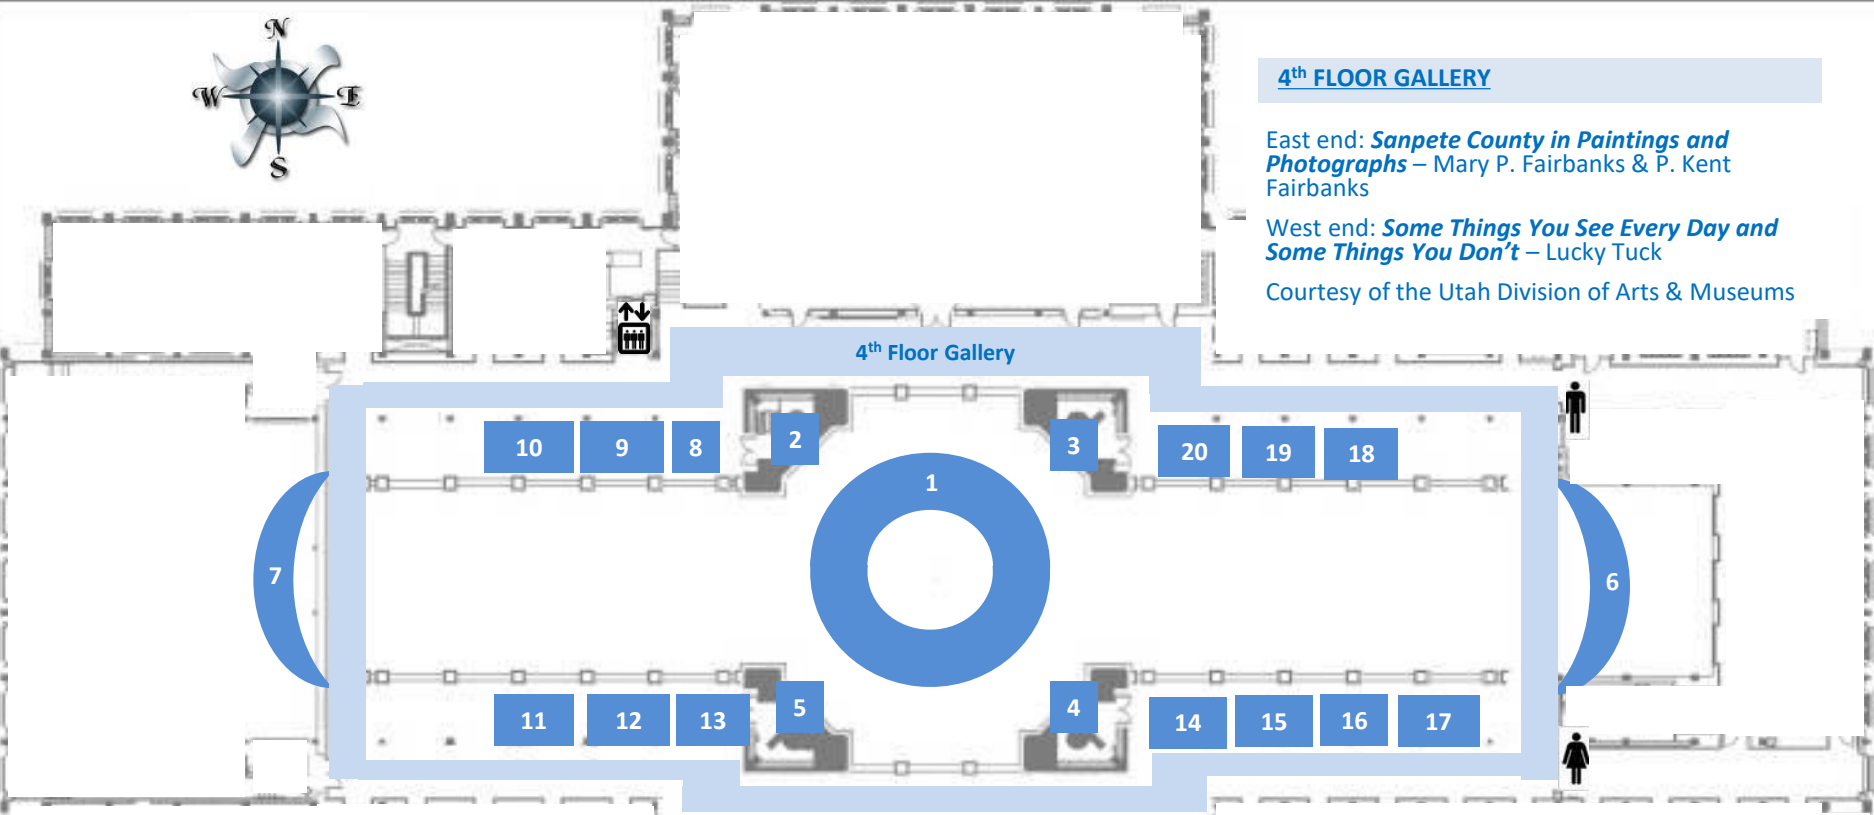 N
W E
S
4th FLOOR GALLERY
East end: Sanpete County in Paintings and
Photographs – Mary P. Fairbanks & P. Kent
Fairbanks
West end: Some Things You See Every Day and
Some Things You Don’t – Lucky Tuck
Courtesy of the Utah Division of Arts & Museums
4th Floor Gallery
10 9 8 2 3 20 19 18
1
7 6
11 12 13 5 4 14 15 16 17